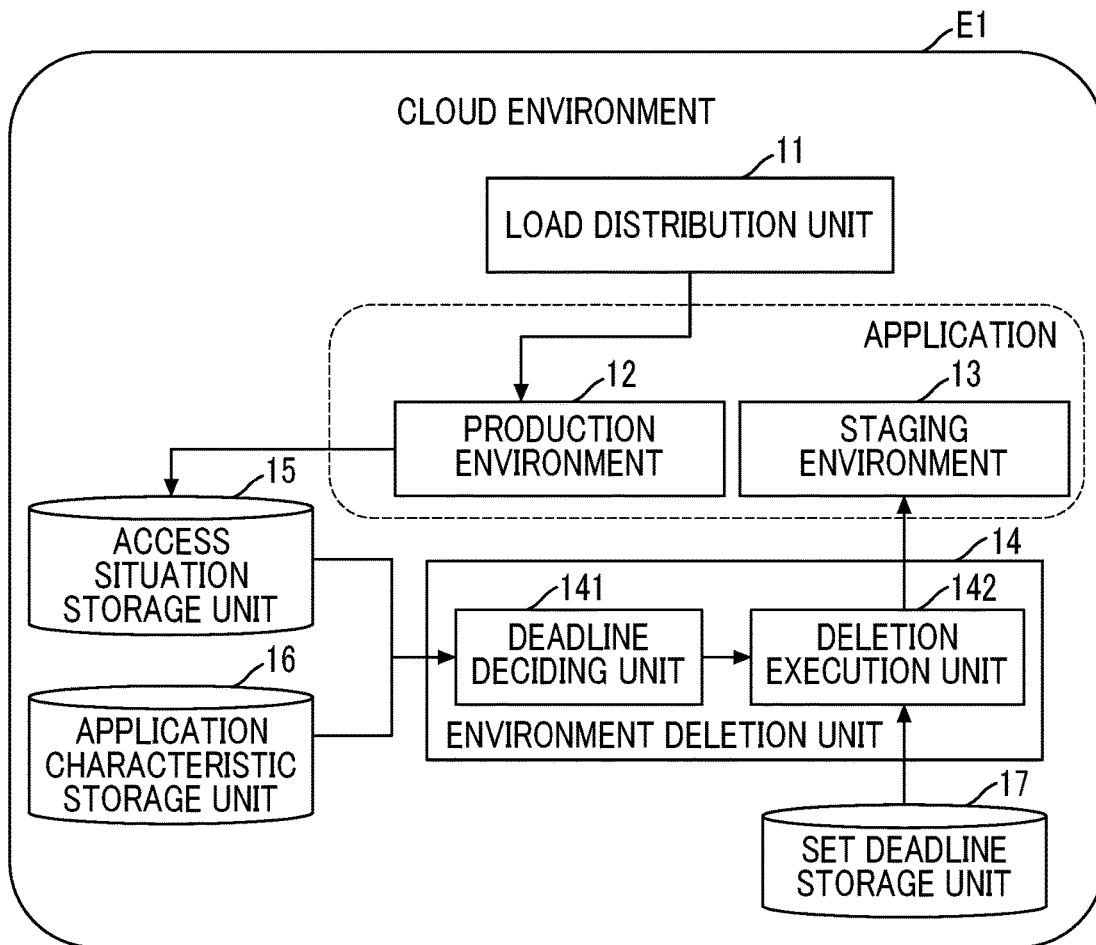 E1
CLOUD ENVIRONMENT
11
LOAD DISTRIBUTION UNIT
APPLICATION
12
PRODUCTION
ENVIRONMENT
13
STAGING
ENVIRONMENT
15
ACCESS
SITUATION
STORAGE UNIT
14
141
DEADLINE
DECIDING UNIT
142
DELETION
EXECUTION UNIT
ENVIRONMENT DELETION UNIT
16
APPLICATION
CHARACTERISTIC
STORAGE UNIT
17
SET DEADLINE
STORAGE UNIT